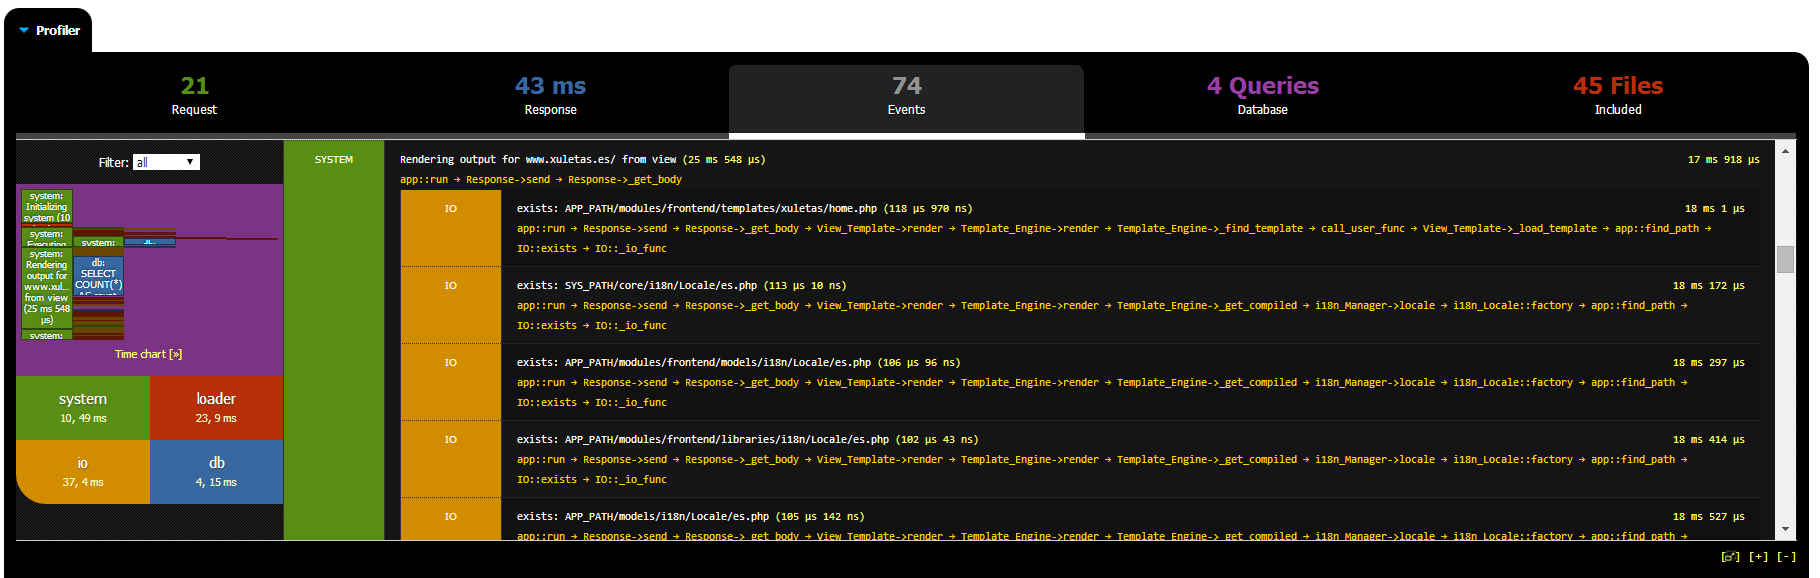 Profiler
21
Request
43 ms
Response
74
Events
4 Queries
Database
45 Files
Included
Filter: all
system:
Initializing
system (10
system:
Executing
system:
system:
Rendering
output for
www.xul...
from view
(25 ms 548
µs)
system:
db:
SELECT
COUNT(*)
Time chart [»]
system
10, 49 ms
loader
23, 9 ms
io
37, 4 ms
db
4, 15 ms
SYSTEM
Rendering output for www.xuletas.es/ from view (25 ms 548 µs) 17 ms 918 µs
app::run → Response->send → Response->_get_body
IO
exists: APP_PATH/modules/frontend/templates/xuletas/home.php (118 µs 970 ns) 18 ms 1 µs
app::run → Response->send → Response->_get_body → View_Template->render → Template_Engine->render → Template_Engine->_find_template → call_user_func → View_Template->_load_template → app::find_path →
IO::exists → IO::_io_func
IO
exists: SYS_PATH/core/i18n/Locale/es.php (113 µs 10 ns) 18 ms 172 µs
app::run → Response->send → Response->_get_body → View_Template->render → Template_Engine->render → Template_Engine->_get_compiled → i18n_Manager->locale → i18n_Locale::factory → app::find_path →
IO::exists → IO::_io_func
IO
exists: APP_PATH/modules/frontend/models/i18n/Locale/es.php (106 µs 96 ns) 18 ms 297 µs
app::run → Response->send → Response->_get_body → View_Template->render → Template_Engine->render → Template_Engine->_get_compiled → i18n_Manager->locale → i18n_Locale::factory → app::find_path →
IO::exists → IO::_io_func
IO
exists: APP_PATH/modules/frontend/libraries/i18n/Locale/es.php (102 µs 43 ns) 18 ms 414 µs
app::run → Response->send → Response->_get_body → View_Template->render → Template_Engine->render → Template_Engine->_get_compiled → i18n_Manager->locale → i18n_Locale::factory → app::find_path →
IO::exists → IO::_io_func
IO
exists: APP_PATH/models/i18n/Locale/es.php (105 µs 142 ns) 18 ms 527 µs
app::run → Response->send → Response->_get_body → View_Template->render → Template_Engine->render → Template_Engine->_get_compiled → i18n_Manager->locale → i18n_Locale::factory → app::find_path →
[+] [-]